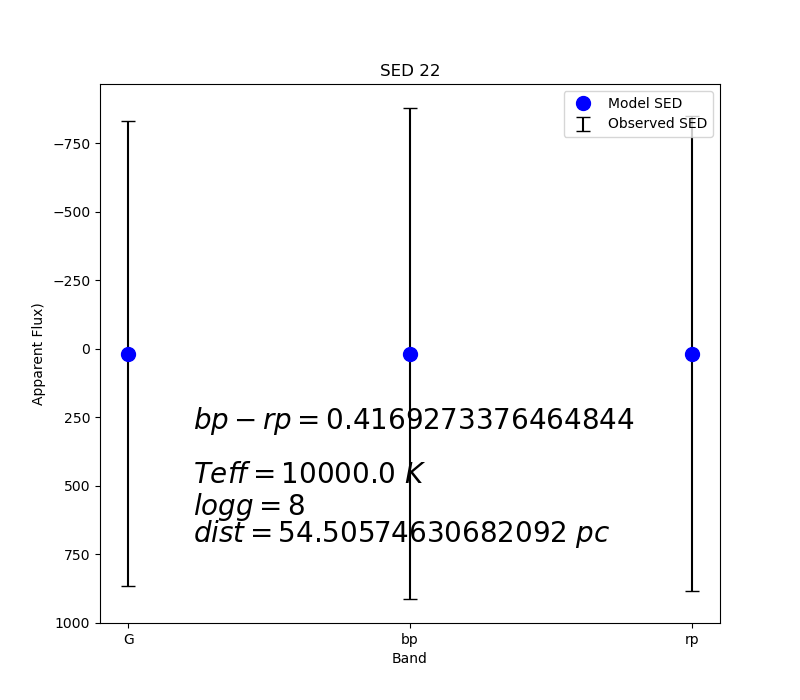 SED 22
Model SED
Observed SED
−750
−500
−250
0
250
500
750
1000
Apparent Flux)
bp − rp = 0.4169273376464844
Teff = 10000.0 K
logg = 8
dist = 54.50574630682092 pc
G
bp
rp
Band